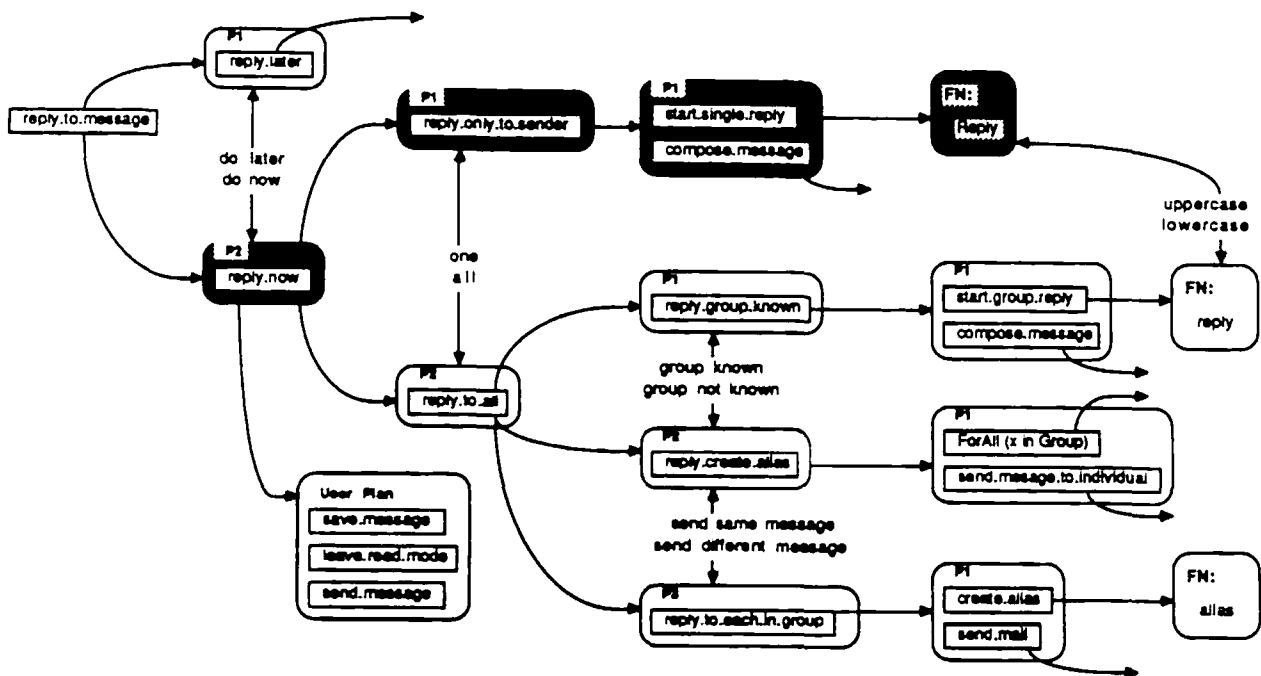 P1
reply.later
reply.to.message
do later
do now
P2
reply.now
P1
reply.only.to.sender
one
all
P2
reply.to.all
User Plan
save.message
leave.read.mode
send.message
P1
start.single.reply
compose.message
FN:
Reply
uppercase
lowercase
P1
reply.group.known
P1
start.group.reply
compose.message
FN:
reply
group known
group not known
P2
reply.create.alias
P1
ForAll (x in Group)
send.mesage.to.individual
send same message
send different message
reply.to.each.in.group
P1
create.alias
send.mail
FN:
alias